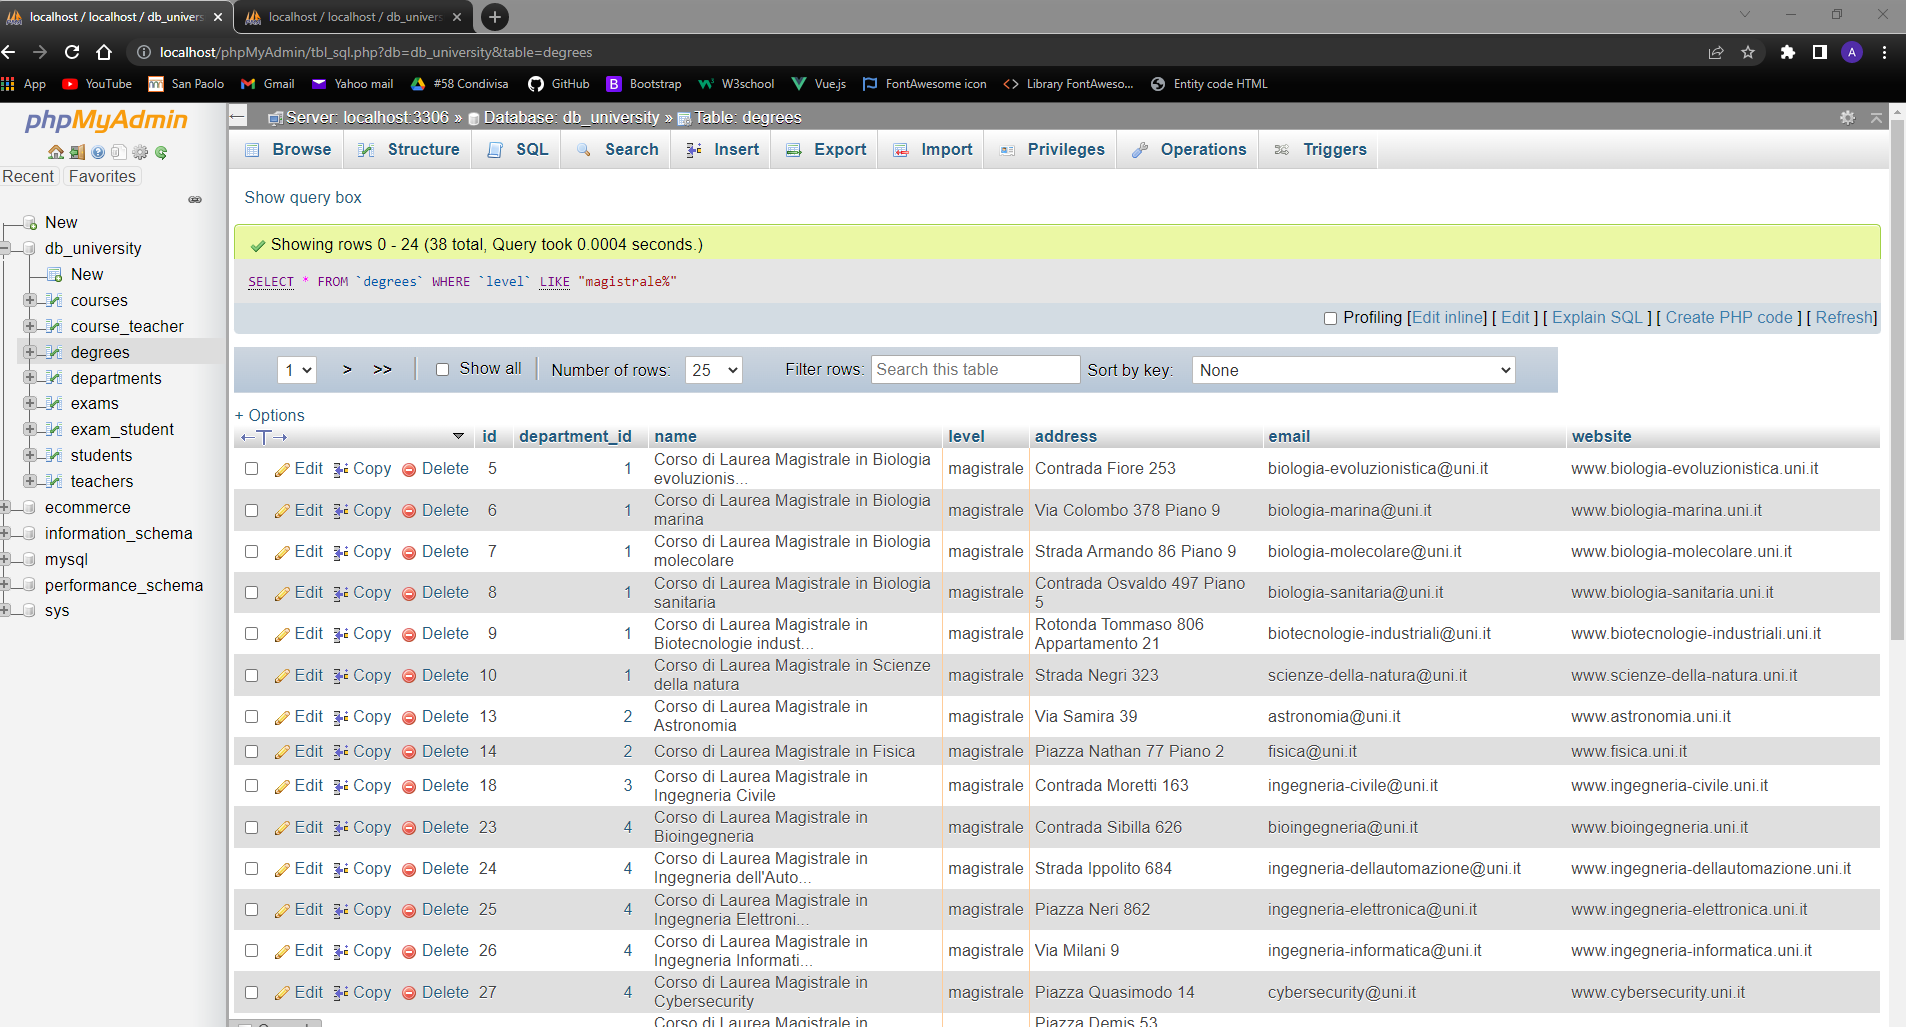 localhost / localhost / db_univers
localhost / localhost / db_univers
localhost/phpMyAdmin/tbl_sql.php?db=db_university&table=degrees
A
App YouTube San Paolo Gmail Yahoo mail #58 Condivisa GitHub Bootstrap W3school Vue.js FontAwesome icon Library FontAweso... Entity code HTML
phpMyAdmin
Recent Favorites
New
db_university
New
courses
course_teacher
degrees
departments
exams
exam_student
students
teachers
ecommerce
information_schema
mysql
performance_schema
sys
Server: localhost:3306 » Database: db_university » Table: degrees
Browse Structure SQL Search Insert Export Import Privileges Operations Triggers
Show query box
Showing rows 0 - 24 (38 total, Query took 0.0004 seconds.)
SELECT * FROM `degrees` WHERE `level` LIKE "magistrale%"
Profiling [Edit inline] [ Edit ] [ Explain SQL ] [ Create PHP code ] [ Refresh]
1 > >> Show all Number of rows: 25 Filter rows: Search this table Sort by key: None
+ Options
←T→ id department_id name level address email website
Edit Copy Delete 5 1 Corso di Laurea Magistrale in Biologia evoluzionis... magistrale Contrada Fiore 253 biologia-evoluzionistica@uni.it www.biologia-evoluzionistica.uni.it
Edit Copy Delete 6 1 Corso di Laurea Magistrale in Biologia marina magistrale Via Colombo 378 Piano 9 biologia-marina@uni.it www.biologia-marina.uni.it
Edit Copy Delete 7 1 Corso di Laurea Magistrale in Biologia molecolare magistrale Strada Armando 86 Piano 9 biologia-molecolare@uni.it www.biologia-molecolare.uni.it
Edit Copy Delete 8 1 Corso di Laurea Magistrale in Biologia sanitaria magistrale Contrada Osvaldo 497 Piano 5 biologia-sanitaria@uni.it www.biologia-sanitaria.uni.it
Edit Copy Delete 9 1 Corso di Laurea Magistrale in Biotecnologie indust... magistrale Rotonda Tommaso 806 Appartamento 21 biotecnologie-industriali@uni.it www.biotecnologie-industriali.uni.it
Edit Copy Delete 10 1 Corso di Laurea Magistrale in Scienze della natura magistrale Strada Negri 323 scienze-della-natura@uni.it www.scienze-della-natura.uni.it
Edit Copy Delete 13 2 Corso di Laurea Magistrale in Astronomia magistrale Via Samira 39 astronomia@uni.it www.astronomia.uni.it
Edit Copy Delete 14 2 Corso di Laurea Magistrale in Fisica magistrale Piazza Nathan 77 Piano 2 fisica@uni.it www.fisica.uni.it
Edit Copy Delete 18 3 Corso di Laurea Magistrale in Ingegneria Civile magistrale Contrada Moretti 163 ingegneria-civile@uni.it www.ingegneria-civile.uni.it
Edit Copy Delete 23 4 Corso di Laurea Magistrale in Bioingegneria magistrale Contrada Sibilla 626 bioingegneria@uni.it www.bioingegneria.uni.it
Edit Copy Delete 24 4 Corso di Laurea Magistrale in Ingegneria dell'Auto... magistrale Strada Ippolito 684 ingegneria-dellautomazione@uni.it www.ingegneria-dellautomazione.uni.it
Edit Copy Delete 25 4 Corso di Laurea Magistrale in Ingegneria Elettroni... magistrale Piazza Neri 862 ingegneria-elettronica@uni.it www.ingegneria-elettronica.uni.it
Edit Copy Delete 26 4 Corso di Laurea Magistrale in Ingegneria Informati... magistrale Via Milani 9 ingegneria-informatica@uni.it www.ingegneria-informatica.uni.it
Edit Copy Delete 27 4 Corso di Laurea Magistrale in Cybersecurity magistrale Piazza Quasimodo 14 cybersecurity@uni.it www.cybersecurity.uni.it
Corso di Laurea Magistrale in Piazza Demis 53